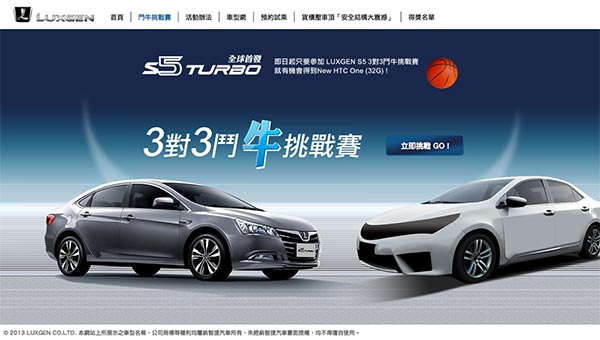 LUXGEN 首頁 鬥牛挑戰賽 活動辦法 車型網 預約試乘 貨櫃壓車頂「安全結構大震撼」 得獎名單
全球首發
S5 TURBO
即日起只要參加 LUXGEN S5 3對3鬥牛挑戰賽
就有機會得到New HTC One (32G)！
3對3鬥牛挑戰賽
立即挑戰 GO！
S5 TURBO
© 2013 LUXGEN CO.LTD. 本網站上所展示之車型名稱、公司商標等權利均屬納智捷汽車所有，未經納智捷汽車書面授權，均不得擅自使用。